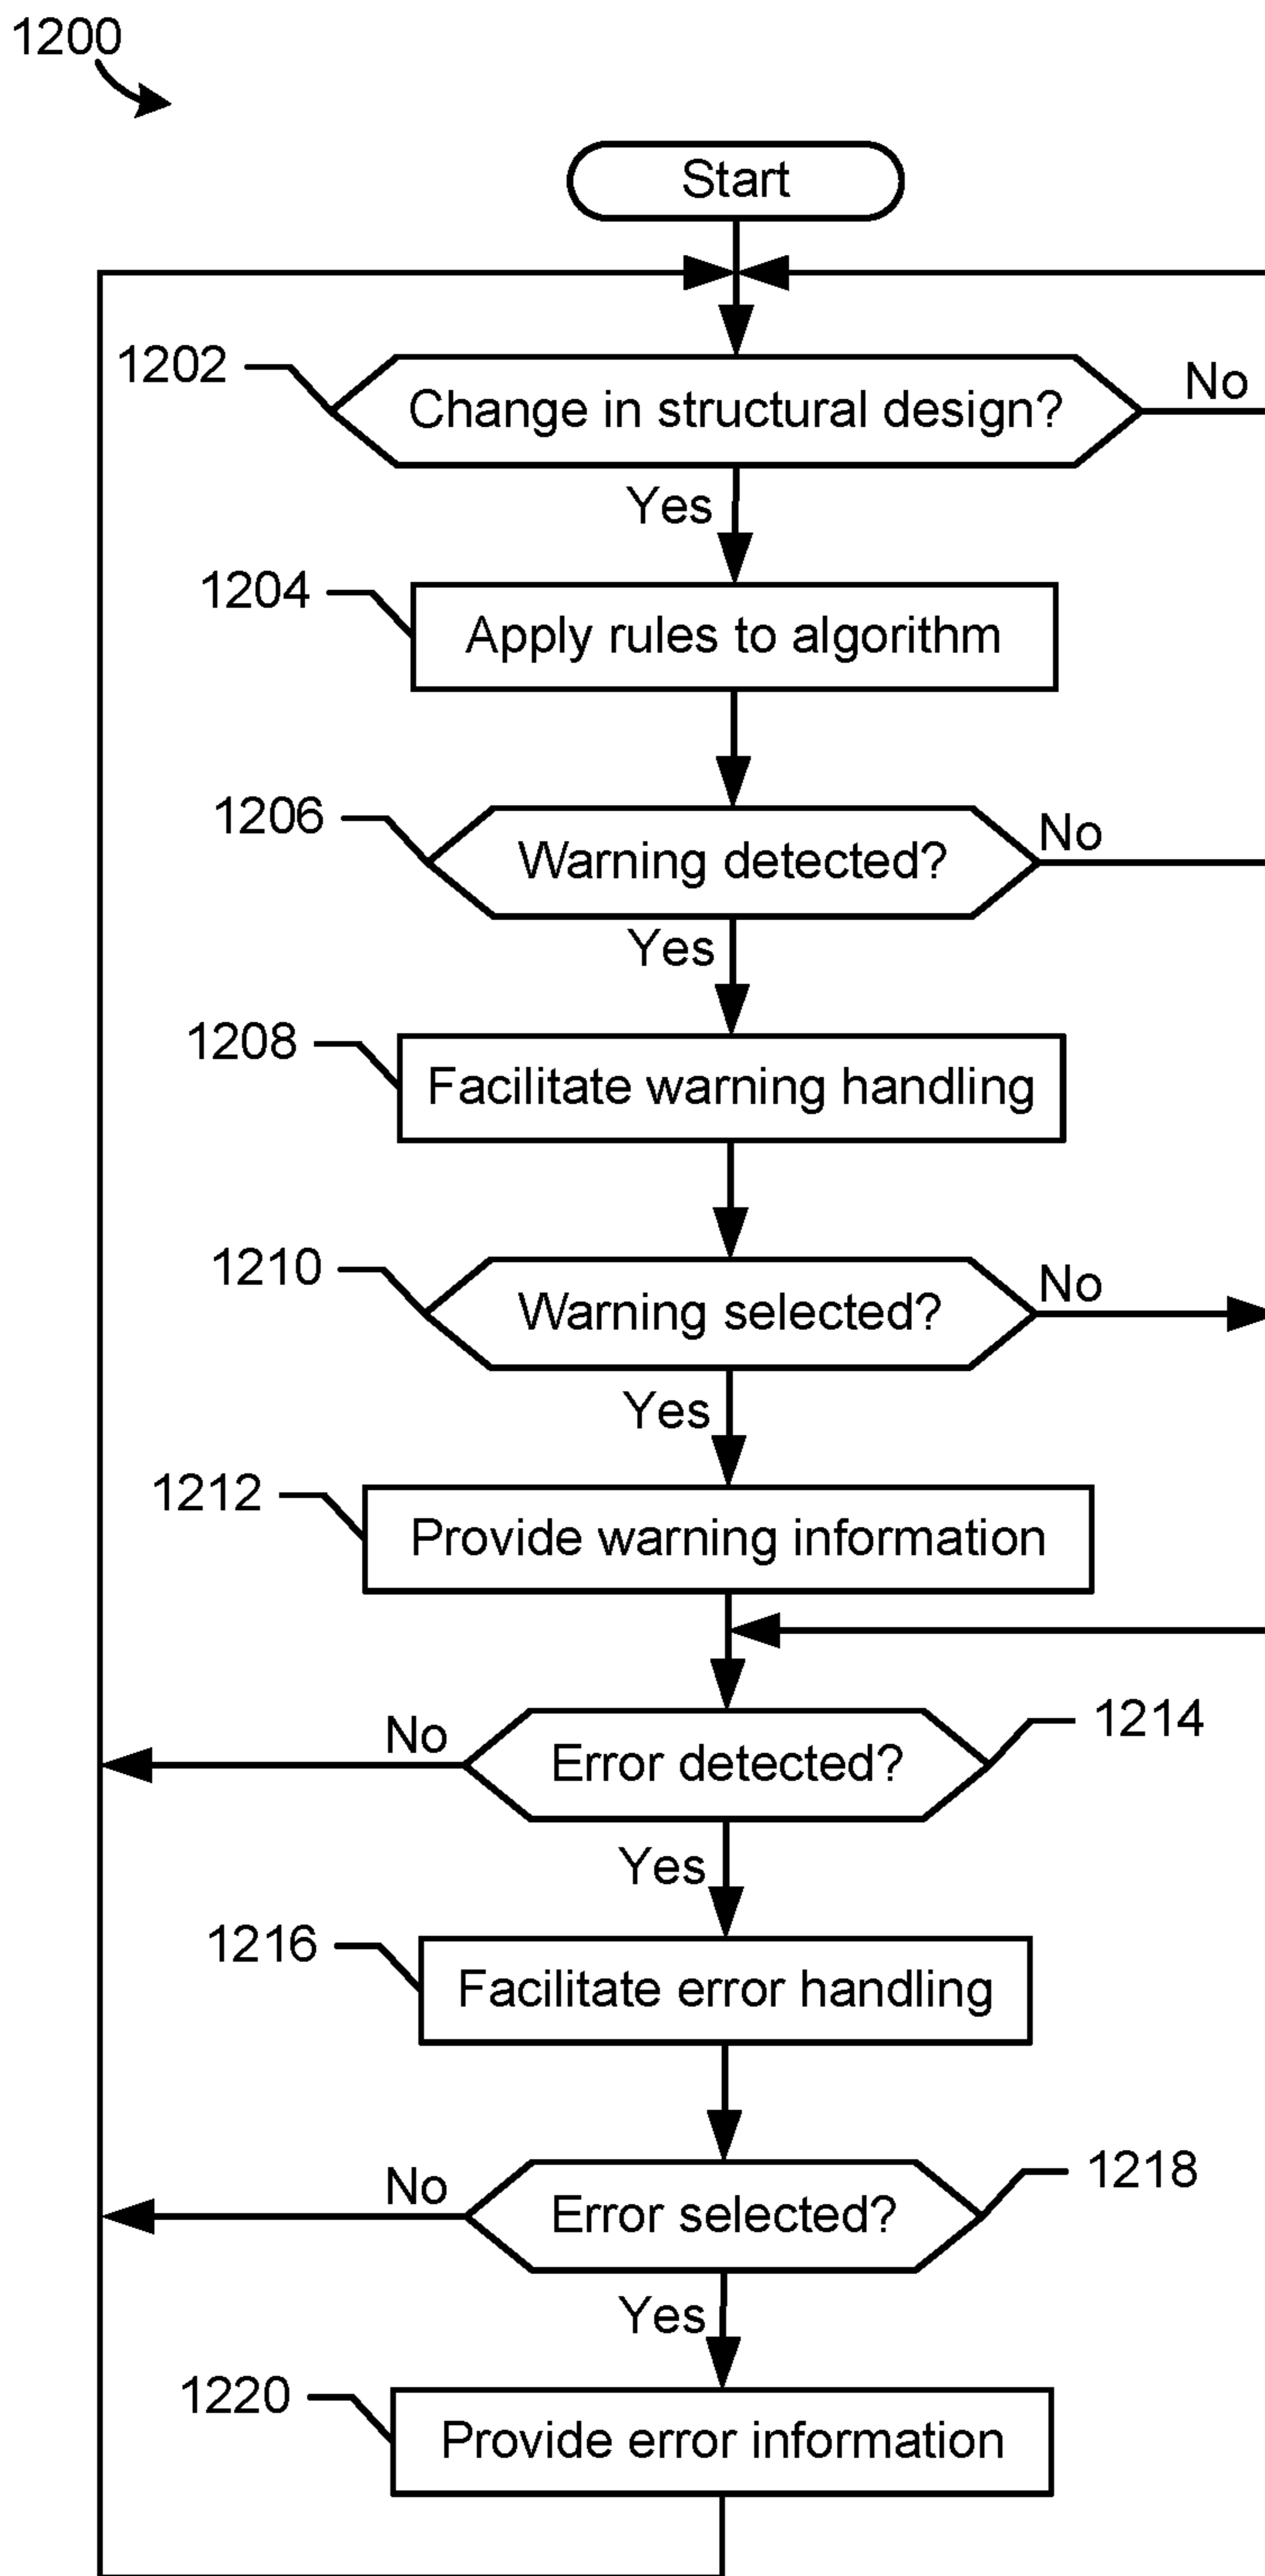 1200
Start
1202
Change in structural design?
No
Yes
1204
Apply rules to algorithm
1206
Warning detected?
No
Yes
1208
Facilitate warning handling
1210
Warning selected?
No
Yes
1212
Provide warning information
1214
No
Error detected?
Yes
1216
Facilitate error handling
1218
No
Error selected?
Yes
1220
Provide error information